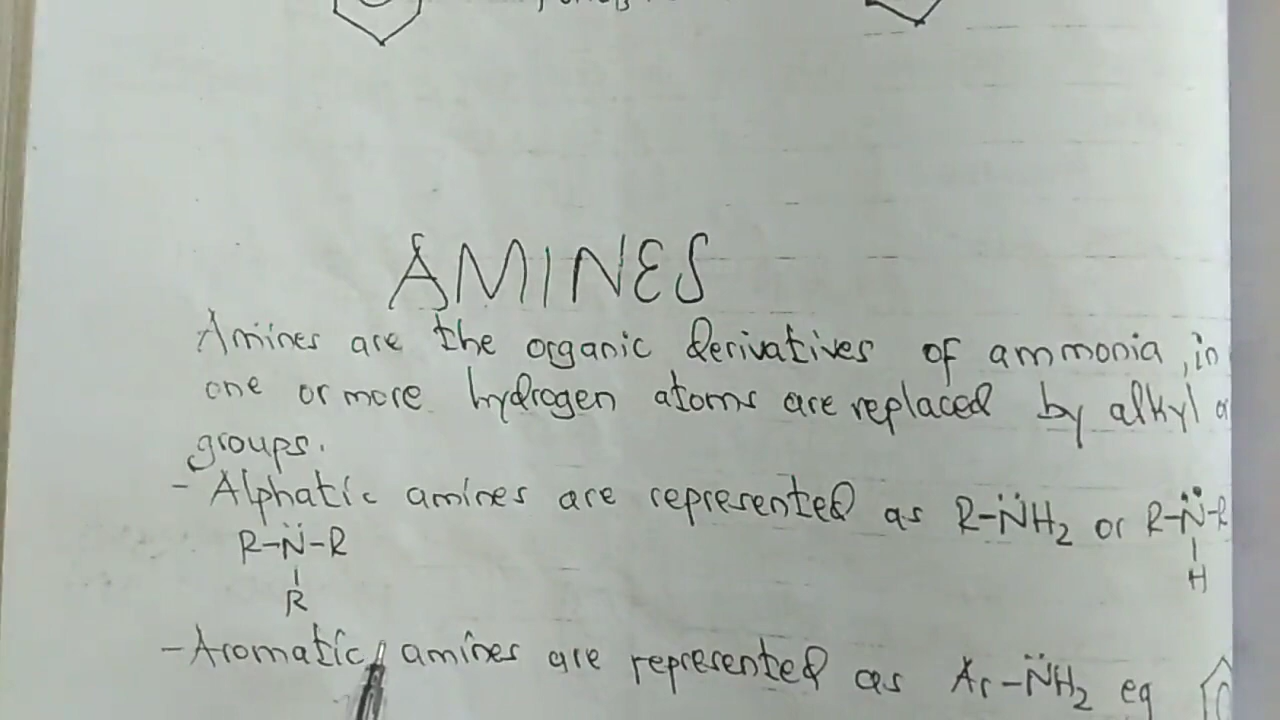 AMINES
Amines are the organic derivatives of ammonia, in
one or more hydrogen atoms are replaced by alkyl
groups.
- Alphatic amines are represented as R-N̈H₂ or R-N̈-R
R-N̈-R
H
R
- Aromatic amines are represented as Ar-N̈H₂ eg